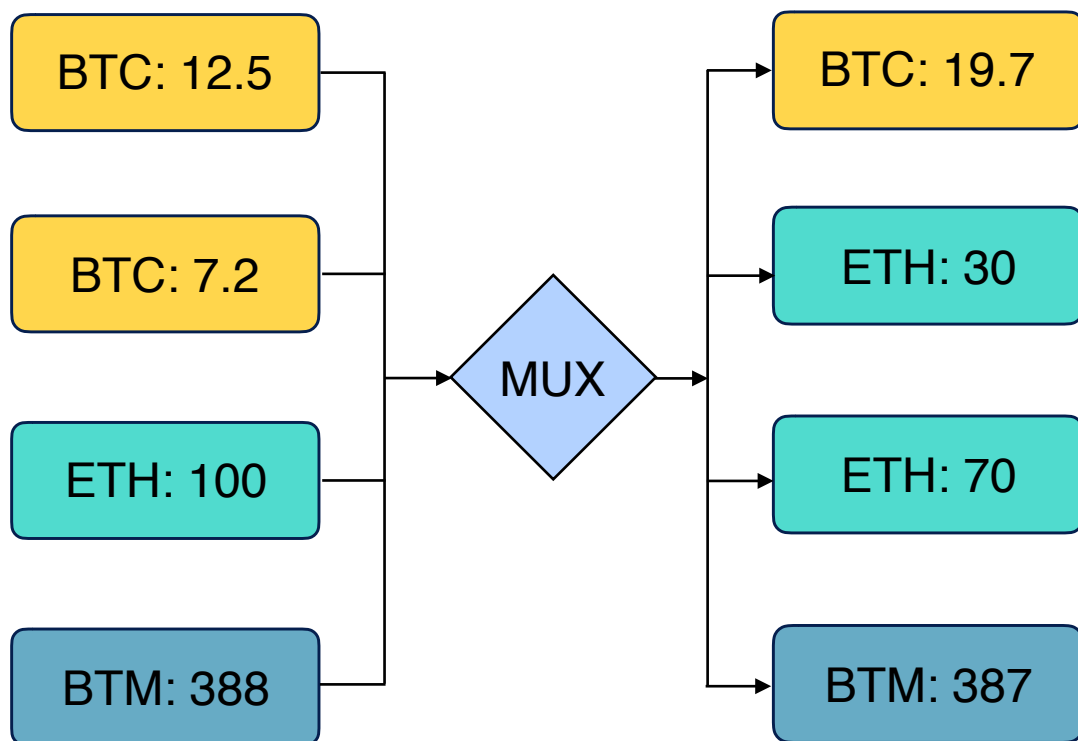 BTC: 12.5
BTC: 7.2
ETH: 100
BTM: 388
MUX
BTC: 19.7
ETH: 30
ETH: 70
BTM: 387